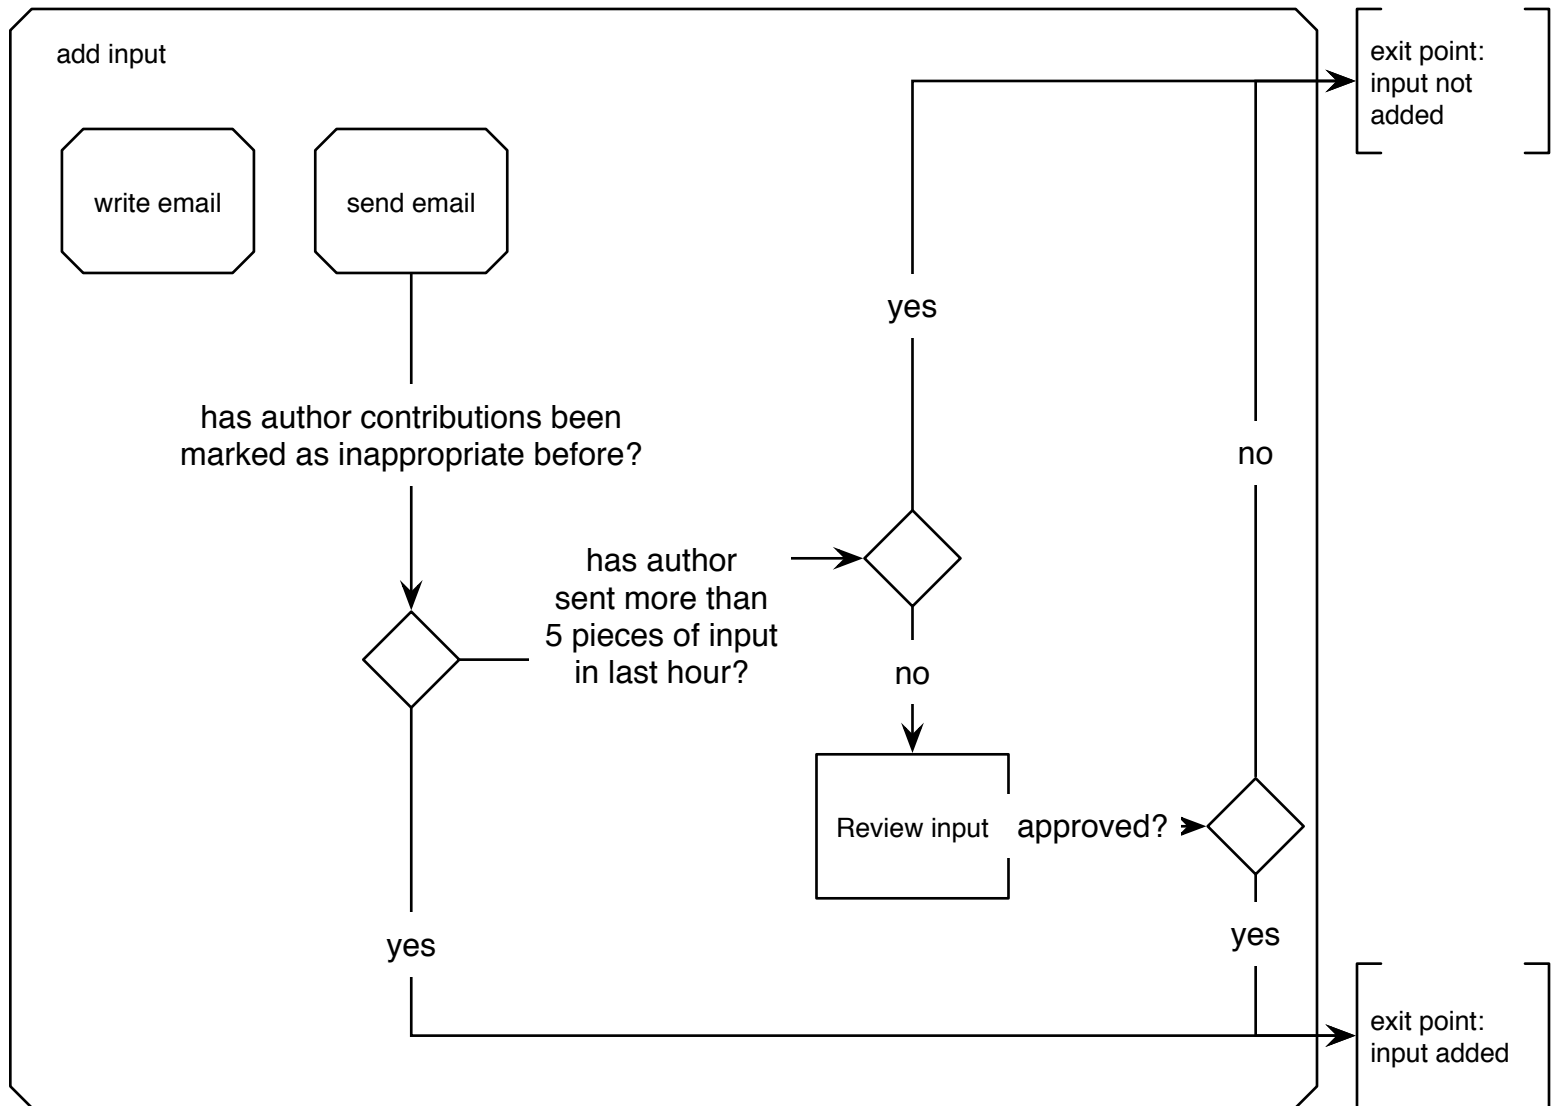 add input
exit point:
input not
added
write email
send email
yes
has author contributions been
marked as inappropriate before?
no
has author
sent more than
5 pieces of input
in last hour?
no
Review input
approved?
yes
yes
exit point:
input added